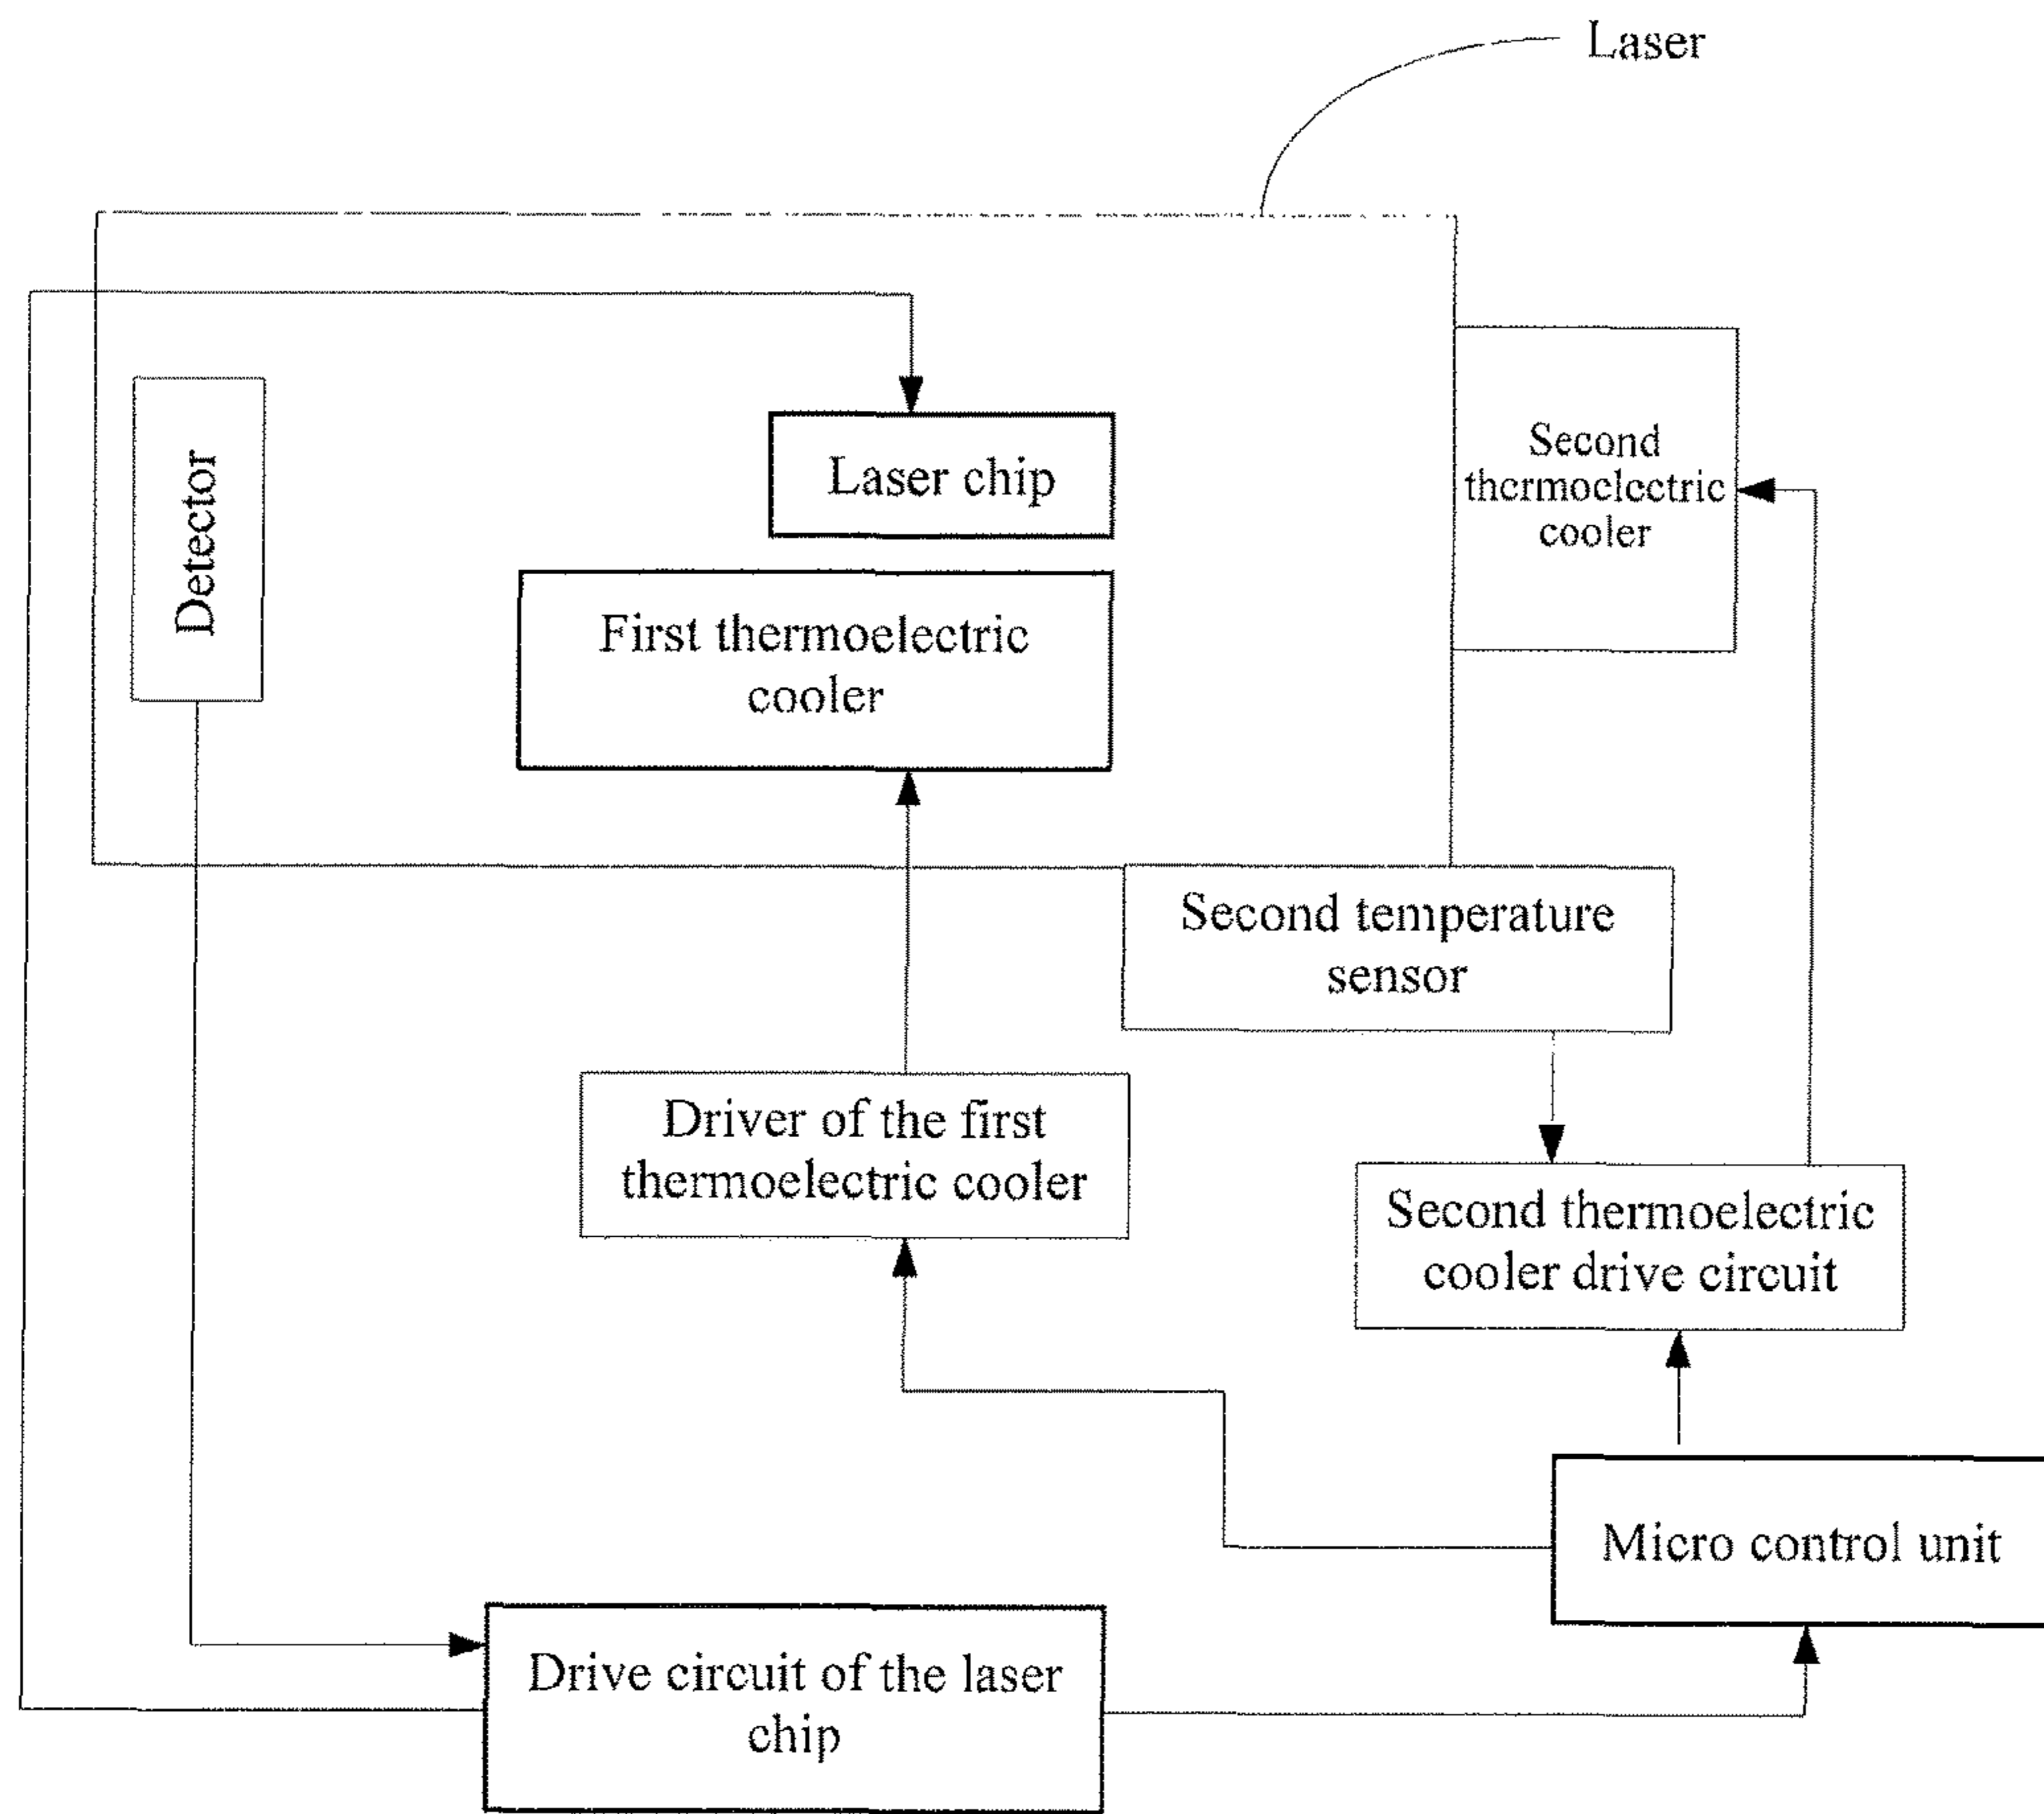 Laser
Detector
Laser chip
First thermoelectric
cooler
Second
thermoelectric
cooler
Second temperature
sensor
Driver of the first
thermoelectric cooler
Second thermoelectric
cooler drive circuit
Micro control unit
Drive circuit of the laser
chip